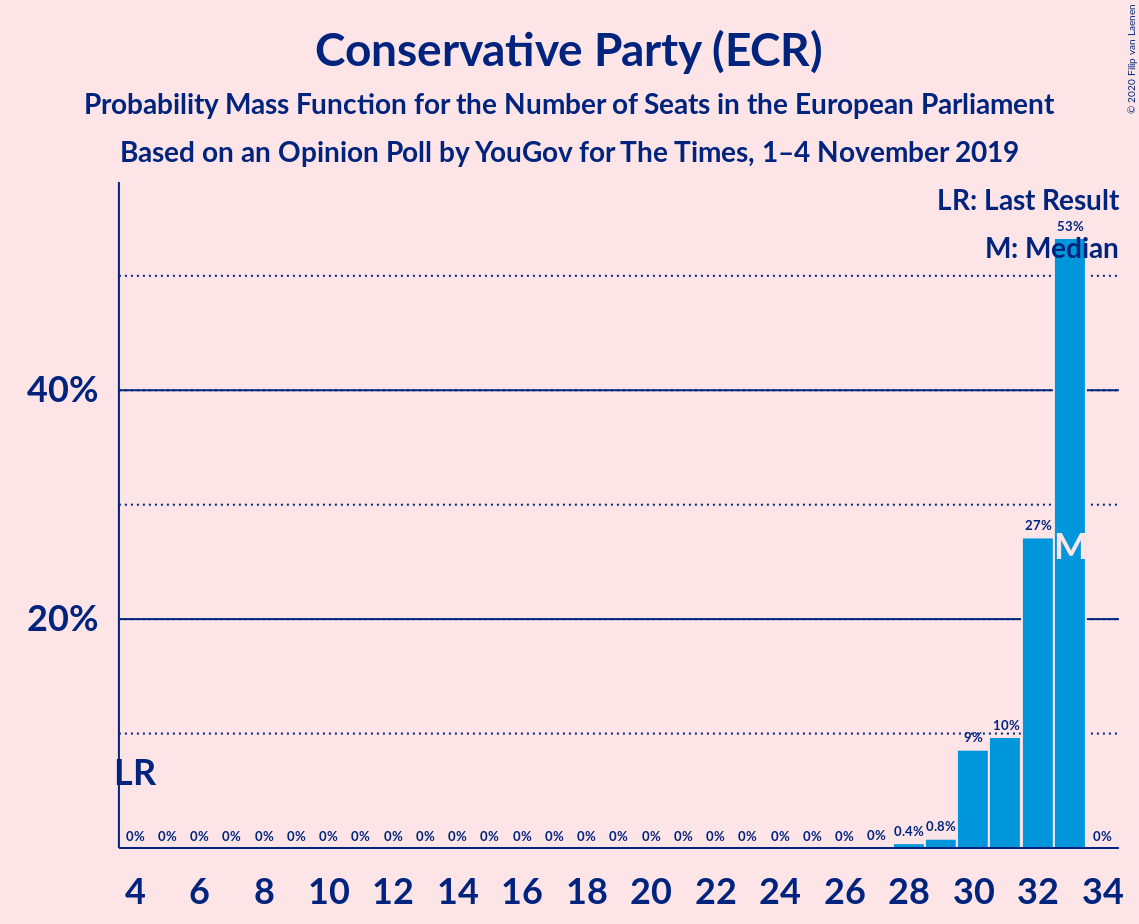 Conservative Party (ECR)
Probability Mass Function for the Number of Seats in the European Parliament
Based on an Opinion Poll by YouGov for The Times, 1–4 November 2019
© 2020 Filip van Laenen
LR: Last Result
M: Median
53%
40%
27%
M
20%
10%
9%
LR
0% 0% 0% 0% 0% 0% 0% 0% 0% 0% 0% 0% 0% 0% 0% 0% 0% 0% 0% 0% 0% 0% 0% 0% 0.4% 0.8% 0%
4 6 8 10 12 14 16 18 20 22 24 26 28 30 32 34